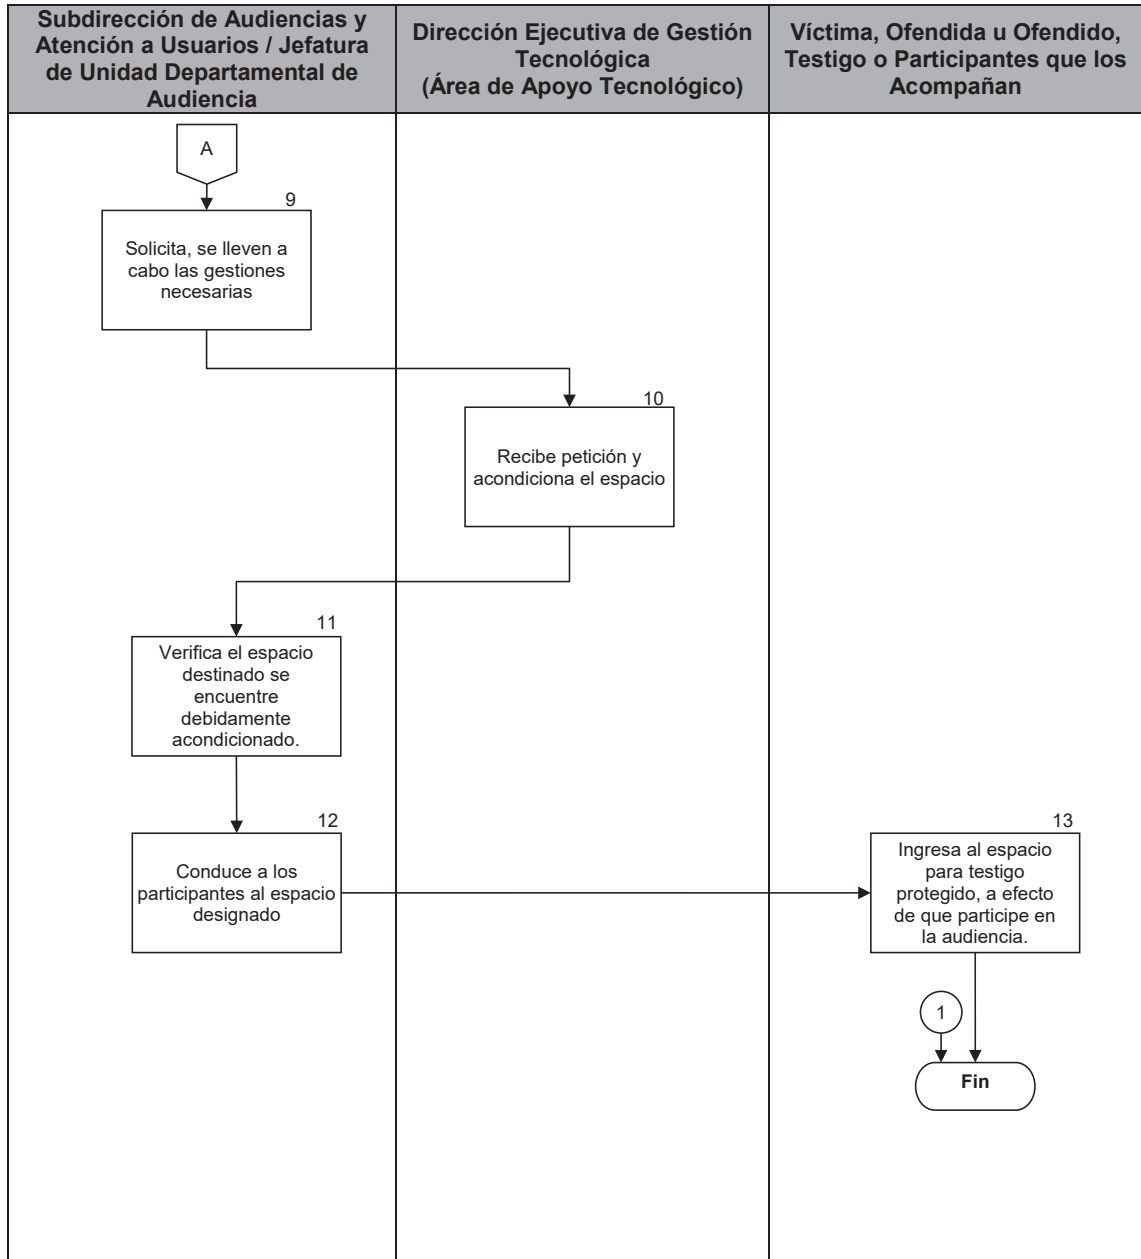 Subdirección de Audiencias y
Atención a Usuarios / Jefatura
de Unidad Departamental de
Audiencia
Dirección Ejecutiva de Gestión
Tecnológica
(Área de Apoyo Tecnológico)
Víctima, Ofendida u Ofendido,
Testigo o Participantes que los
Acompañan
A
9
Solicita, se lleven a
cabo las gestiones
necesarias
10
Recibe petición y
acondiciona el espacio
11
Verifica el espacio
destinado se
encuentre
debidamente
acondicionado.
12
Conduce a los
participantes al espacio
designado
13
Ingresa al espacio
para testigo
protegido, a efecto
de que participe en
la audiencia.
1
Fin